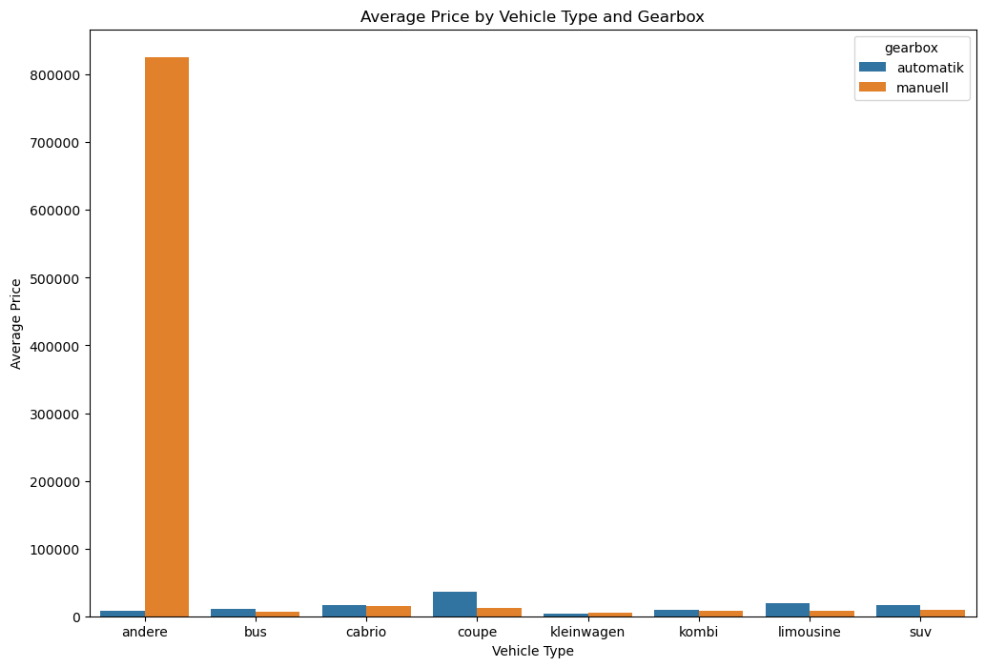 Average Price by Vehicle Type and Gearbox
gearbox
automatik
manuell
800000
700000
600000
500000
400000
300000
200000
100000
0
Average Price
andere bus cabrio coupe kleinwagen kombi limousine suv
Vehicle Type